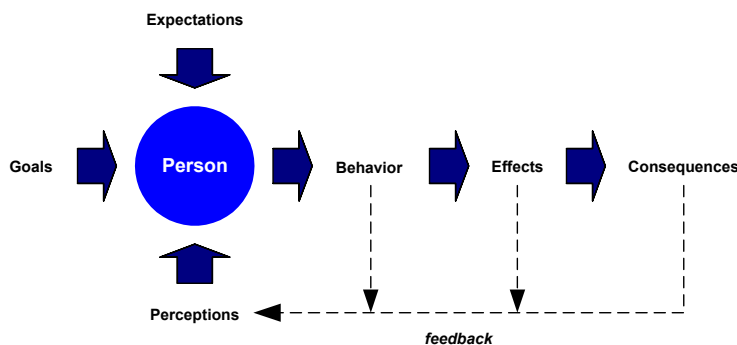 Expectations
Goals
Person
Behavior
Effects
Consequences
Perceptions
feedback